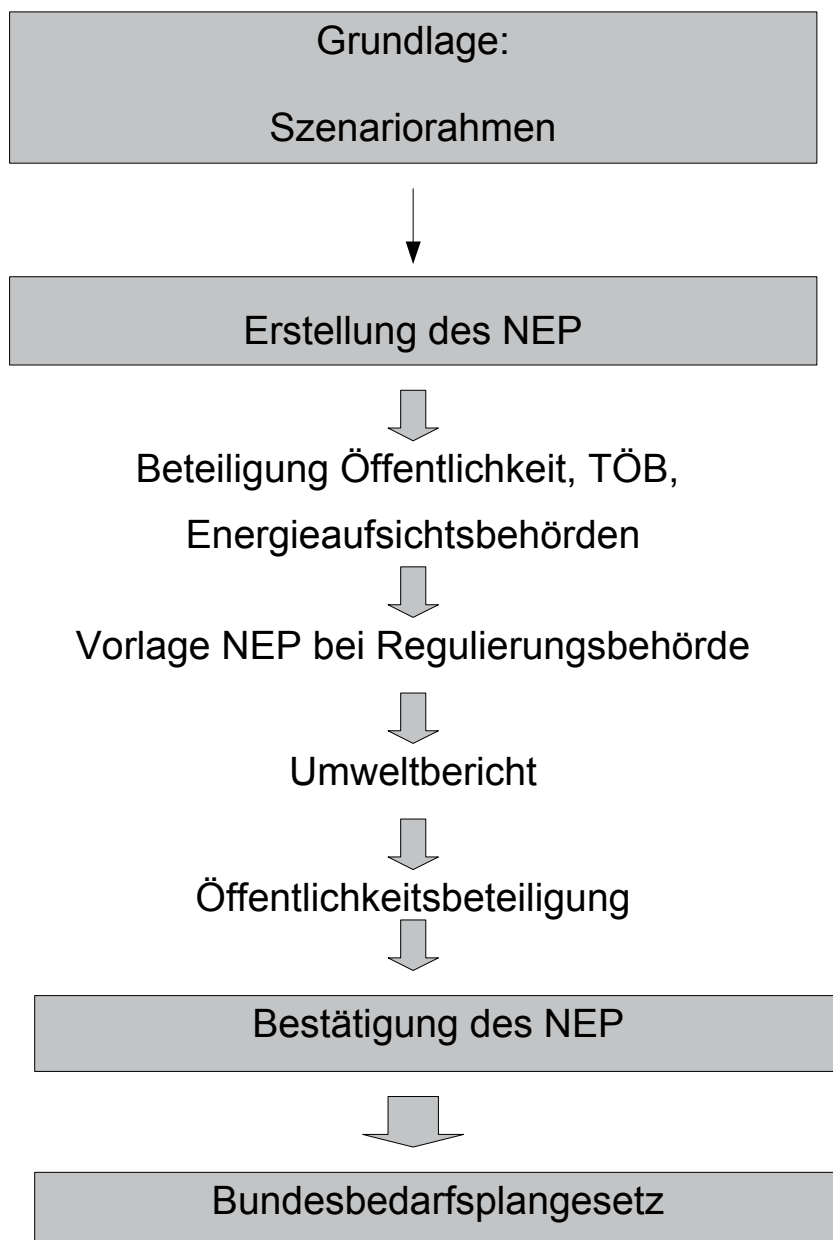 Grundlage:
Szenariorahmen
Erstellung des NEP
Beteiligung Öffentlichkeit, TÖB,
Energieaufsichtsbehörden
Vorlage NEP bei Regulierungsbehörde
Umweltbericht
Öffentlichkeitsbeteiligung
Bestätigung des NEP
Bundesbedarfsplangesetz